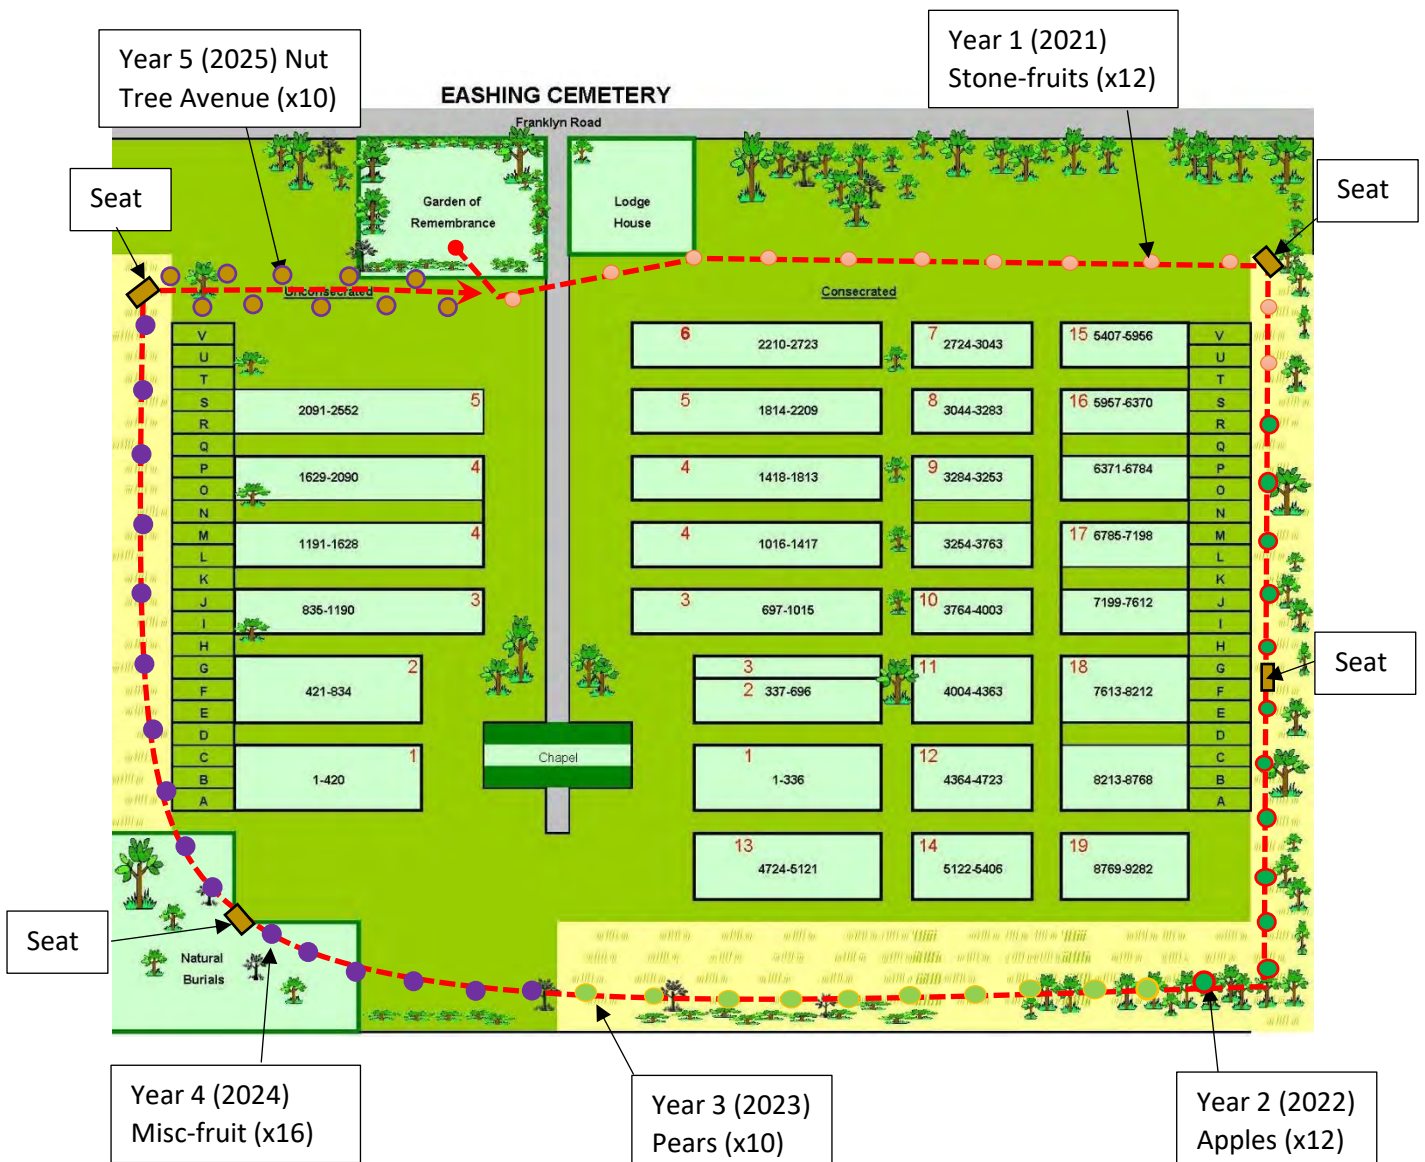 Year 5 (2025) Nut
Tree Avenue (x10)
Year 1 (2021)
Stone-fruits (x12)
EASHING CEMETERY
Franklyn Road
Seat
Seat
Garden of
Remembrance
Lodge
House
Unconsecrated
Consecrated
V
U
T
S
R
Q
P
O
N
M
L
K
J
I
H
G
F
E
D
C
B
A
2091-2552
5
1629-2090
4
1191-1628
4
835-1190
3
421-834
2
1-420
1
6
2210-2723
5
1814-2209
4
1418-1813
4
1016-1417
3
697-1015
3
2
337-696
1
1-336
13
4724-5121
7
2724-3043
8
3044-3283
9
3284-3253
3254-3763
10
3764-4003
11
4004-4363
12
4364-4723
14
5122-5406
15
5407-5956
16
5957-6370
6371-6784
17
6785-7198
7199-7612
18
7613-8212
8213-8768
19
8769-9282
V
U
T
S
R
Q
P
O
N
M
L
K
J
I
H
G
F
E
D
C
B
A
Chapel
Seat
Seat
Natural
Burials
Year 4 (2024)
Misc-fruit (x16)
Year 3 (2023)
Pears (x10)
Year 2 (2022)
Apples (x12)